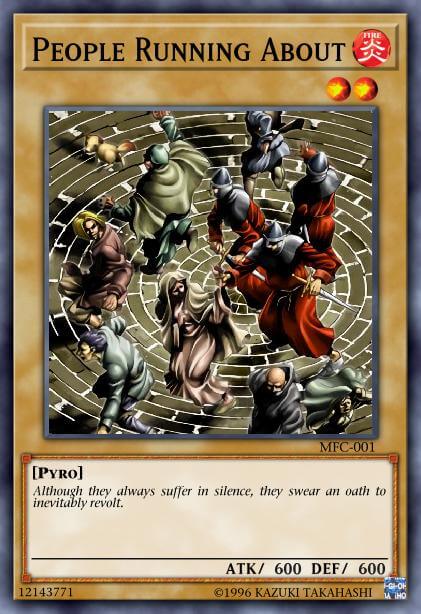 PEOPLE RUNNING ABOUT
FIRE
炎
MFC-001
[PYRO]
Although they always suffer in silence, they swear an oath to
inevitably revolt.
ATK/ 600 DEF/ 600
12143771
©1996 KAZUKI TAKAHASHI